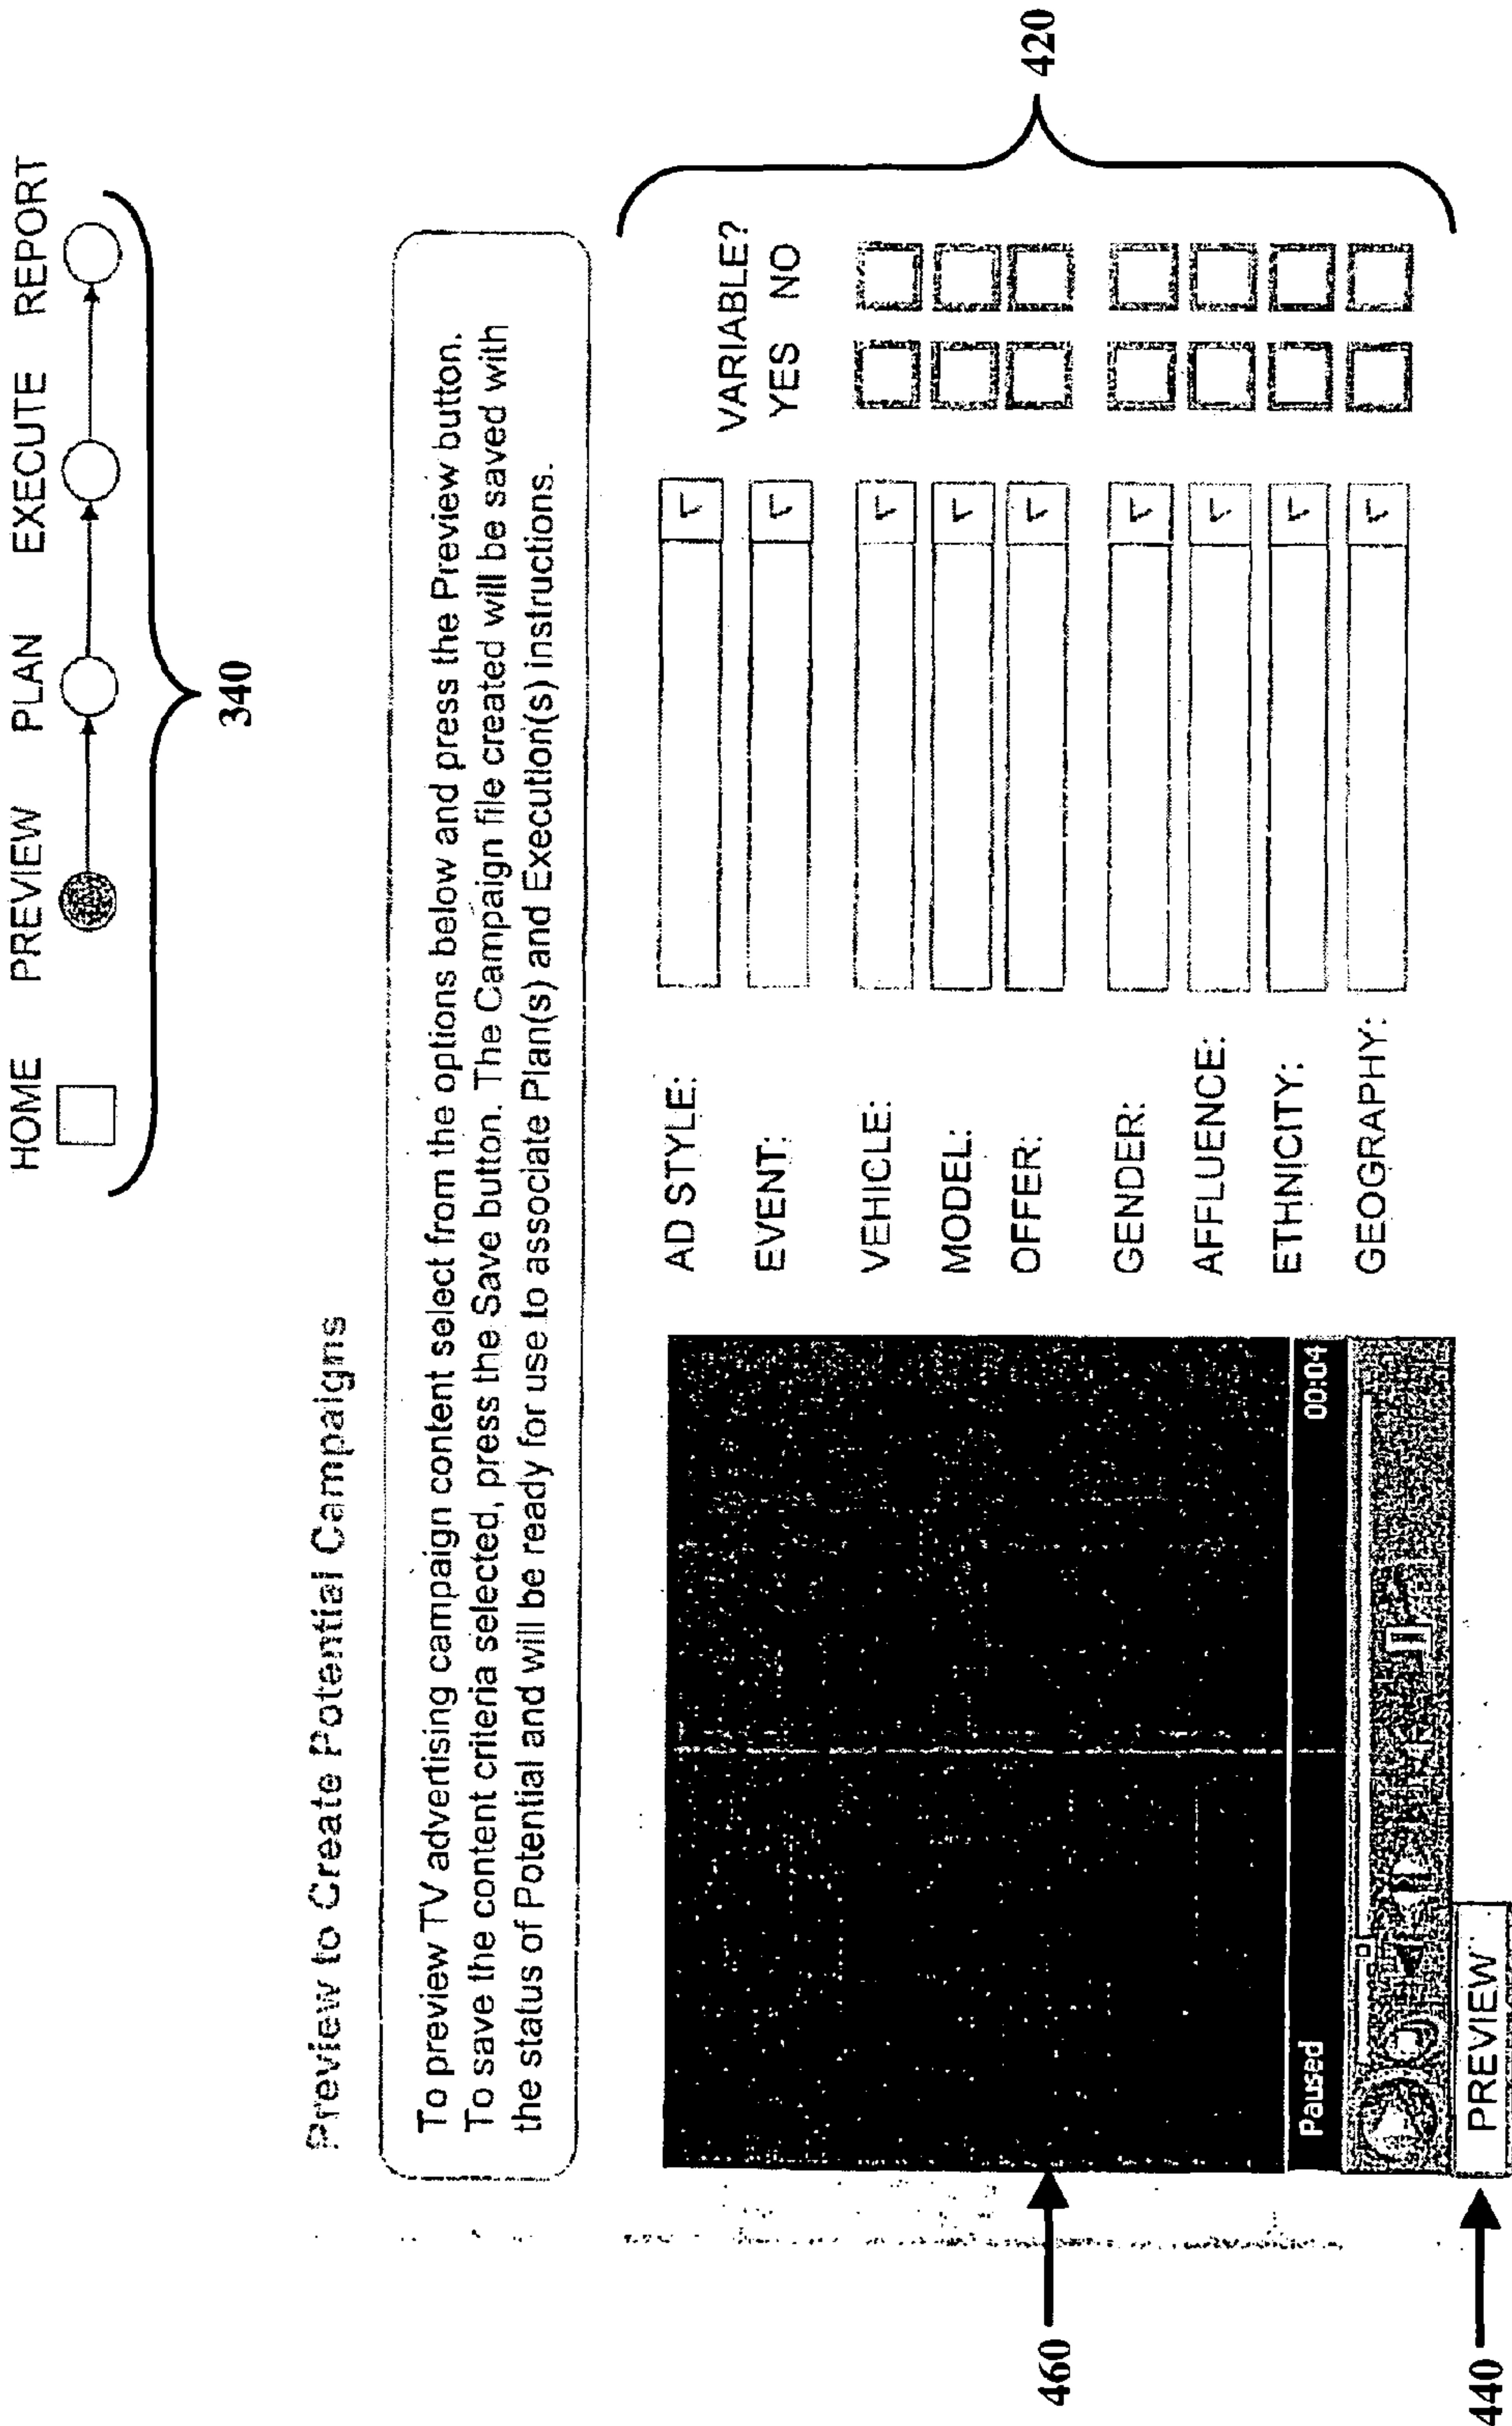 HOME PREVIEW PLAN EXECUTE REPORT
340
Preview to Create Potential Campaigns
To preview TV advertising campaign content select from the options below and press the Preview button.
To save the content criteria selected, press the Save button. The Campaign file created will be saved with
the status of Potential and will be ready for use to associate Plan(s) and Execution(s) instructions.
VARIABLE?
YES NO
AD STYLE:
EVENT:
VEHICLE:
MODEL:
OFFER:
GENDER:
AFFLUENCE:
ETHNICITY:
GEOGRAPHY:
420
460
Paused 00:04
440
PREVIEW